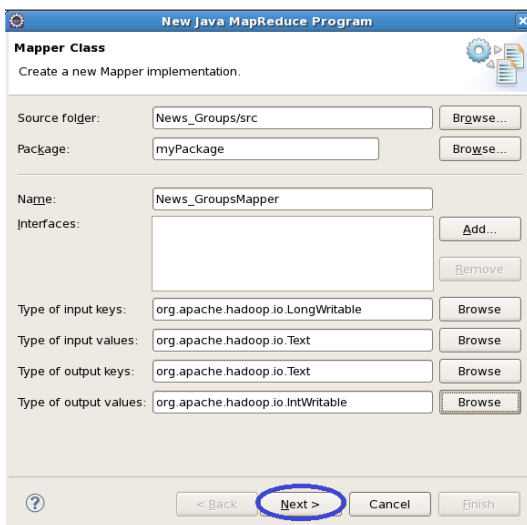 New Java MapReduce Program
Mapper Class
Create a new Mapper implementation.
Source folder: News_Groups/src Browse...
Package: myPackage Browse...
Name: News_GroupsMapper
Interfaces: Add...
Remove
Type of input keys: org.apache.hadoop.io.LongWritable Browse
Type of input values: org.apache.hadoop.io.Text Browse
Type of output keys: org.apache.hadoop.io.Text Browse
Type of output values: org.apache.hadoop.io.IntWritable Browse
? < Back Next > Cancel Finish